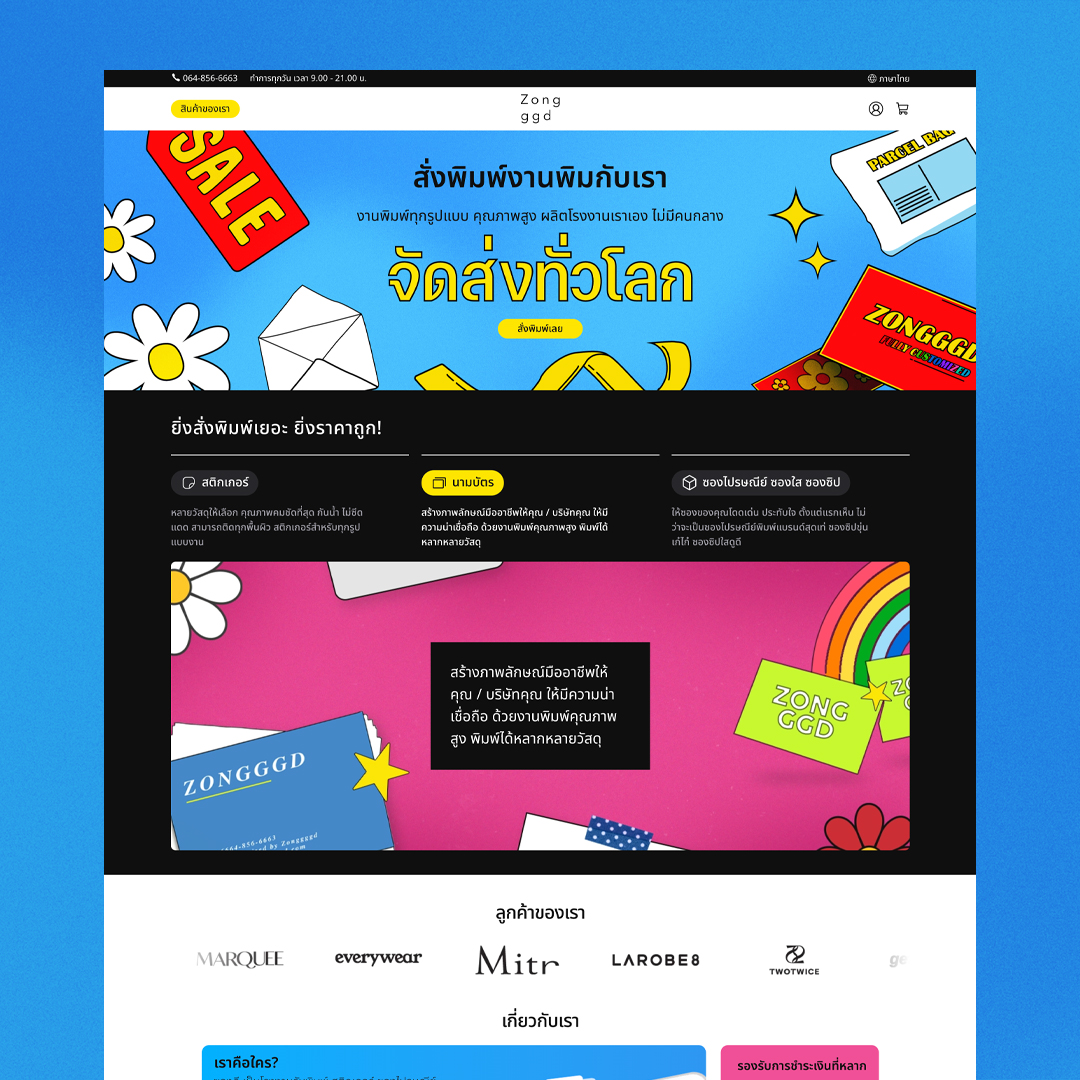 064-856-6663 ทำการทุกวัน เวลา 9.00 - 21.00 น.
ภาษาไทย
สินค้าของเรา
Zong
ggd
SALE
PARCEL BAG
สั่งพิมพ์งานพิมกับเรา
งานพิมพ์ทุกรูปแบบ คุณภาพสูง ผลิตโรงงานเราเอง ไม่มีคนกลาง
จัดส่งทั่วโลก
สั่งพิมพ์เลย
ZONGGGD
FULLY CUSTOMIZED
ยิ่งสั่งพิมพ์เยอะ ยิ่งราคาถูก!
สติกเกอร์
หลายวัสดุให้เลือก คุณภาพคมชัดที่สุด กันน้ำ ไม่ซีด
แดด สามารถติดทุกพื้นผิว สติกเกอร์สำหรับทุกรูป
แบบงาน
นามบัตร
สร้างภาพลักษณ์มืออาชีพให้คุณ / บริษัทคุณ ให้มี
ความน่าเชื่อถือ ด้วยงานพิมพ์คุณภาพสูง พิมพ์ได้
หลากหลายวัสดุ
ซองไปรษณีย์ ซองใส ซองซิป
ให้ซองของคุณโดดเด่น ประทับใจ ตั้งแต่แรกเห็น ไม่
ว่าจะเป็นซองไปรษณีย์พิมพ์แบรนด์สุดเท่ ซองซิปขุ่น
เก๋ไก๋ ซองซิปใสดูดี
สร้างภาพลักษณ์มืออาชีพให้
คุณ / บริษัทคุณ ให้มีความน่า
เชื่อถือ ด้วยงานพิมพ์คุณภาพ
สูง พิมพ์ได้หลากหลายวัสดุ
ZONG
GGD
ZONGGGD
ลูกค้าของเรา
MARQUEE
everywear
Mitr
LAROBE8
TWOTWICE
เกี่ยวกับเรา
เราคือใคร?
รองรับการชำระเงินที่หลาก